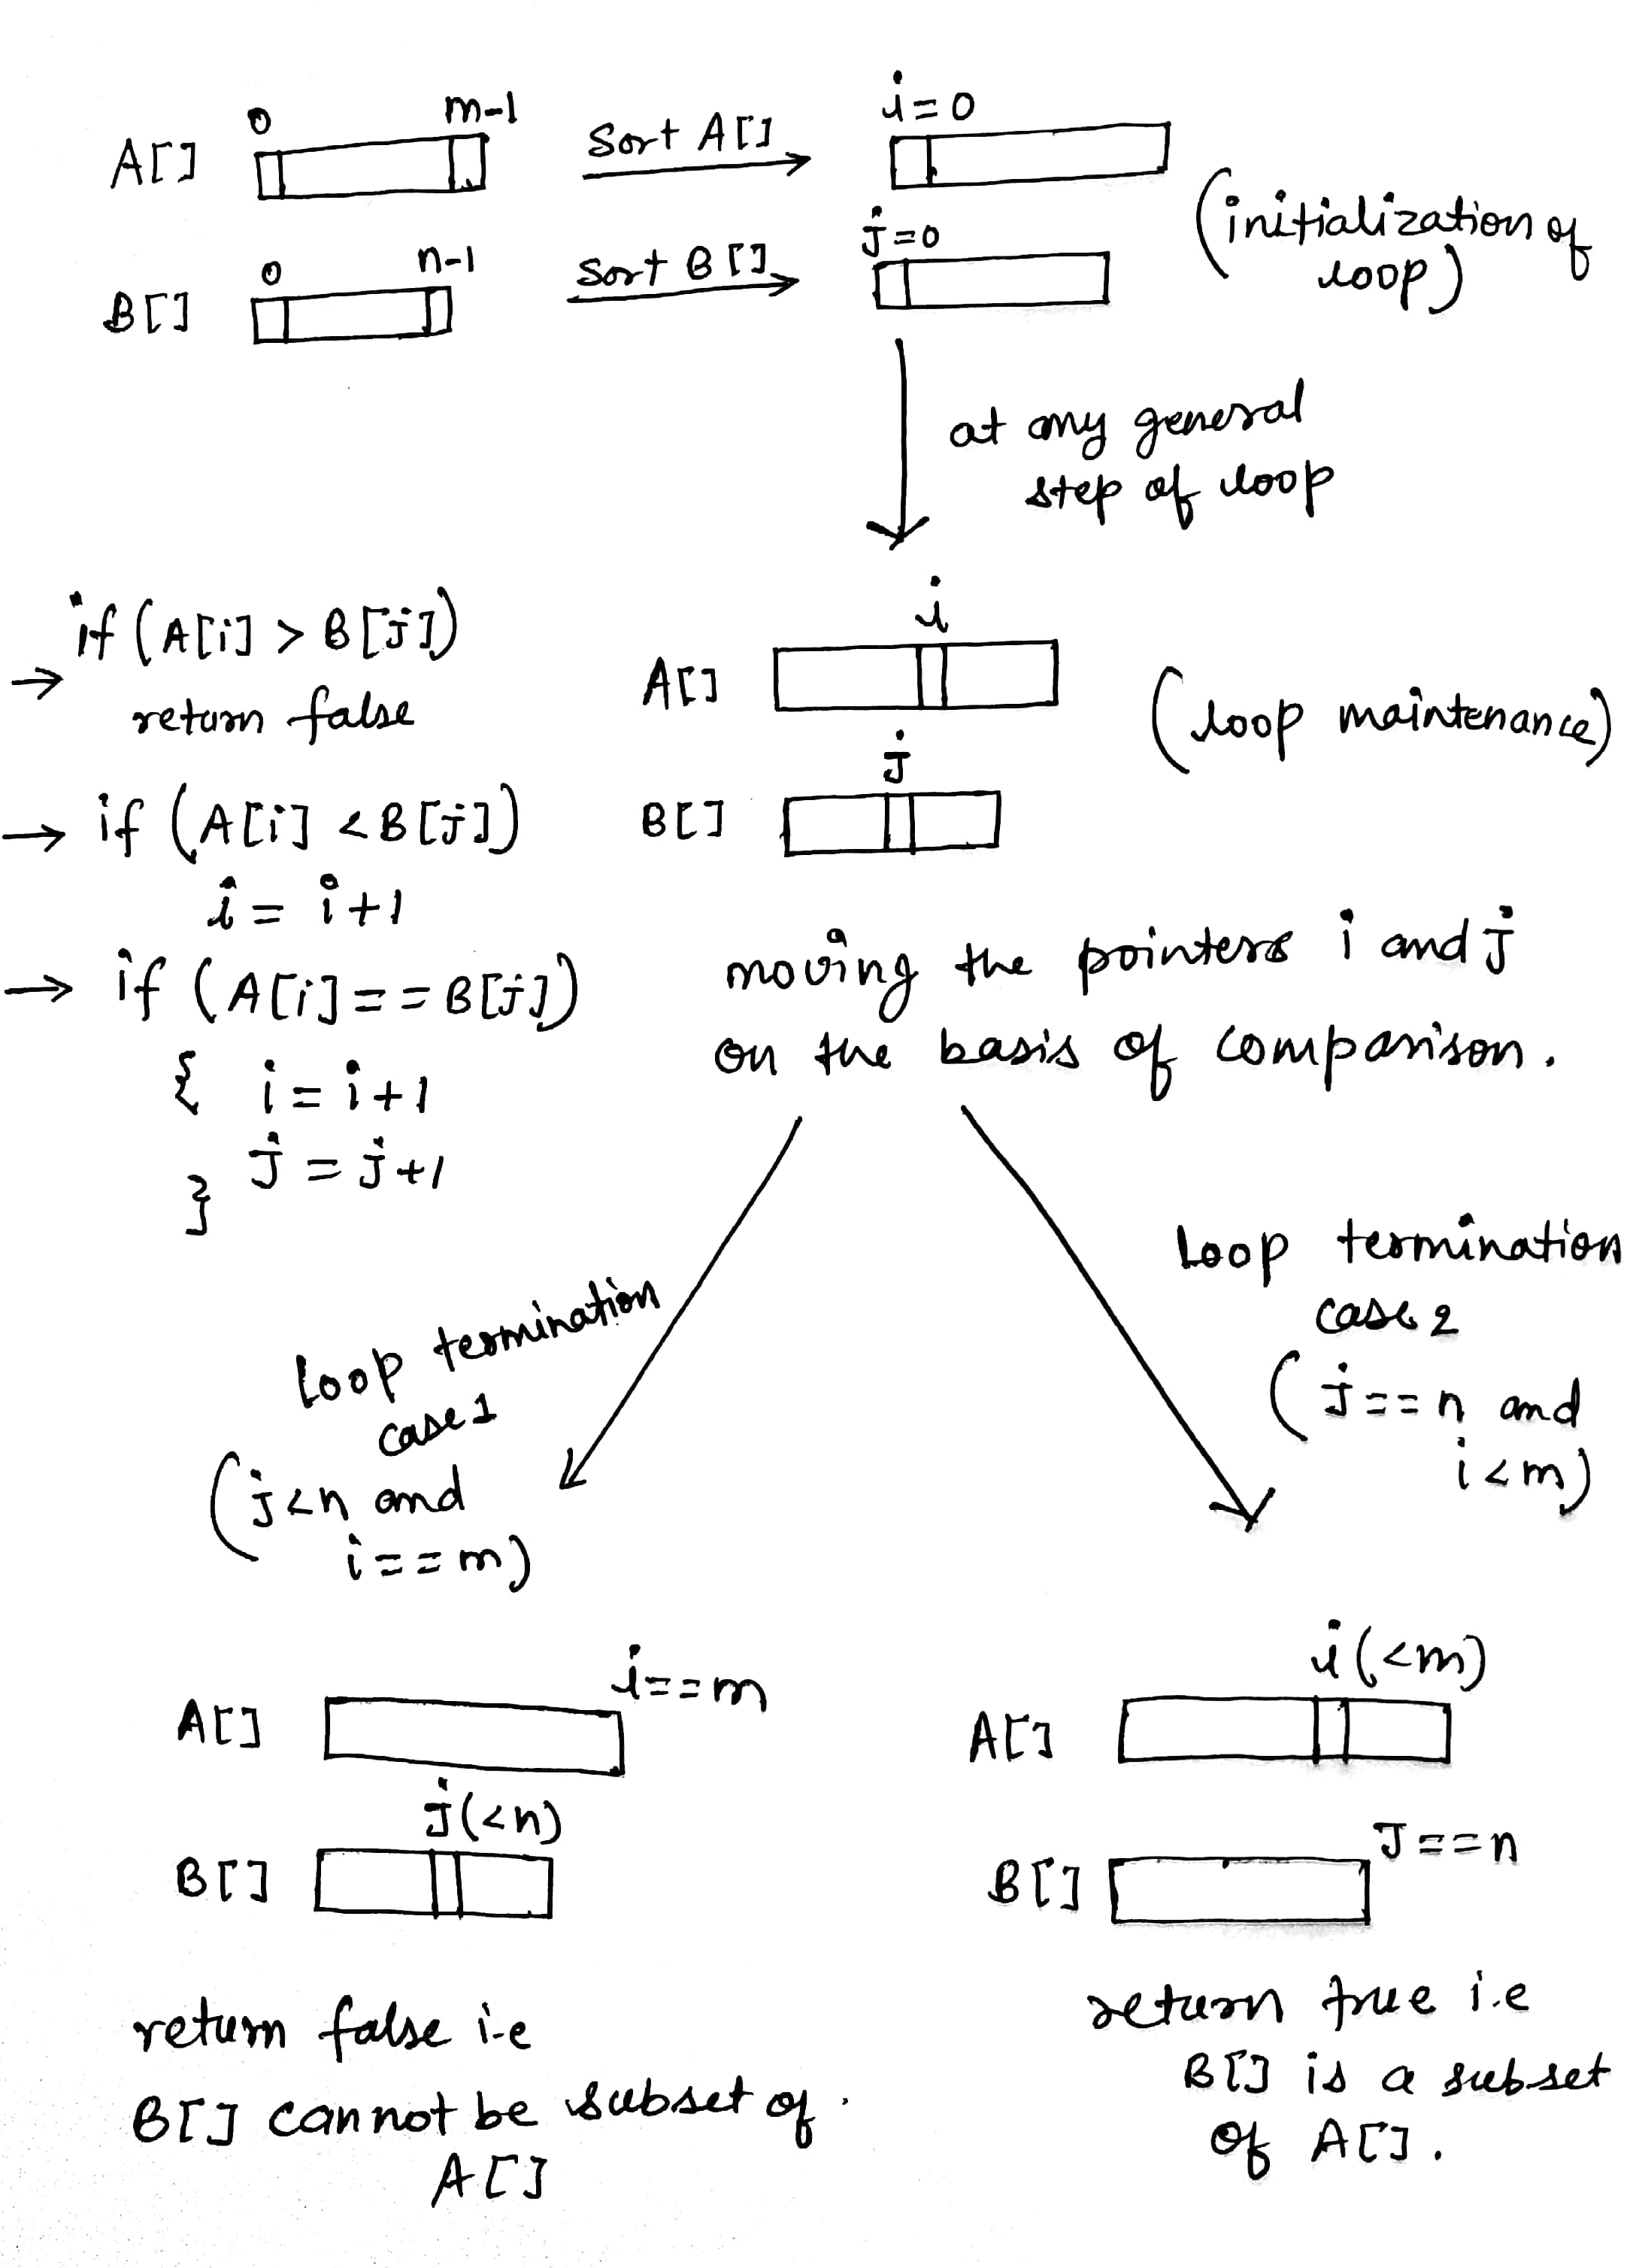 0 m-1
A[]
sort A[]
i=0
0 n-1
B[]
sort B[]
j=0
(initialization of
loop)
at any general
step of loop
→ if (A[i] > B[j])
return false
→ if (A[i] < B[j])
i = i+1
→ if (A[i] == B[j])
{ i = i+1
j = j+1
}
i
A[]
j
B[]
(loop maintenance)
moving the pointers i and j
on the basis of comparison.
Loop termination
case 1
(j<n and
i==m)
Loop termination
case 2
(j==n and
i<m)
i==m
A[]
j(<n)
B[]
return false i.e
B[] cannot be subset of.
A[]
i(<m)
A[]
J==n
B[]
return true i.e
B[] is a subset
of A[].